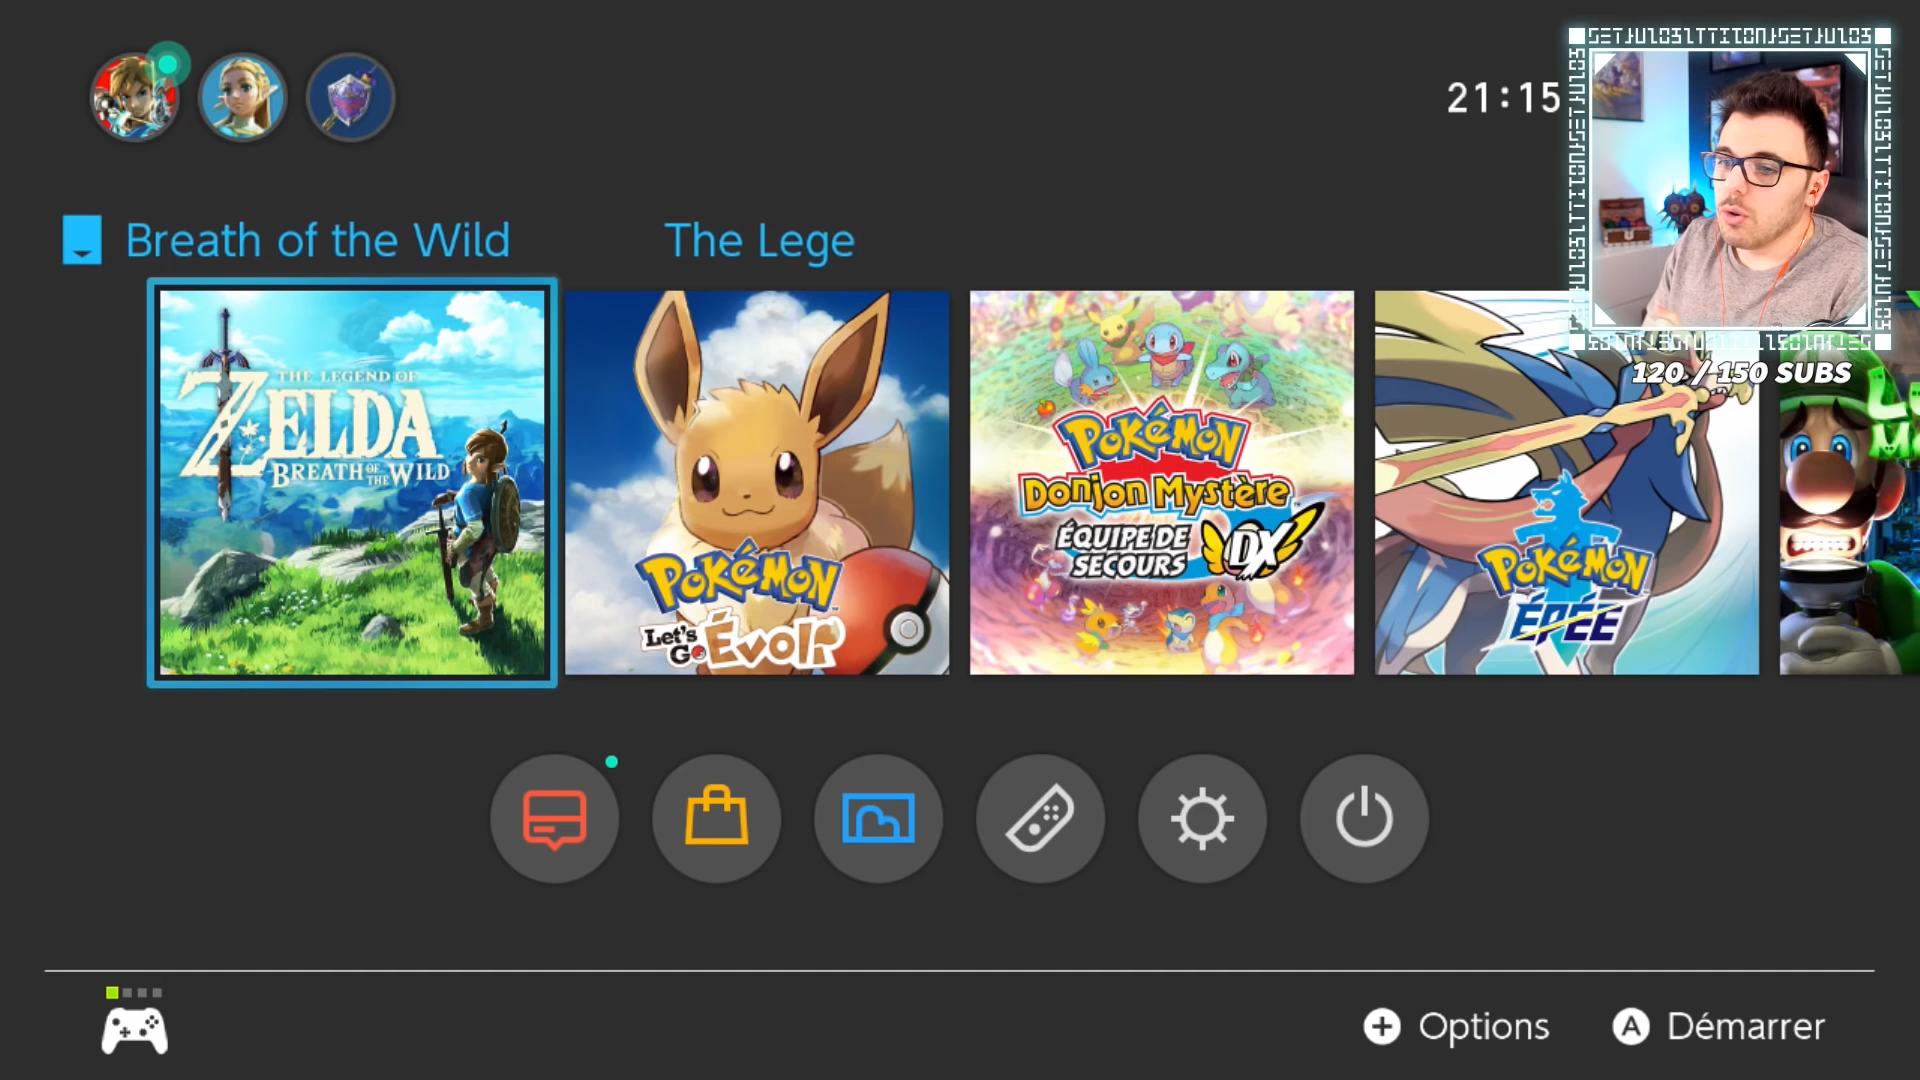 21:15
Breath of the Wild
The Lege
THE LEGEND OF
ZELDA
BREATH OF THE WILD
POKéMON
Let's Go Évoli
POKéMON
Donjon Mystère
ÉQUIPE DE
SECOURS DX
POKéMON
ÉPÉE
120 / 150 SUBS
Options
A Démarrer